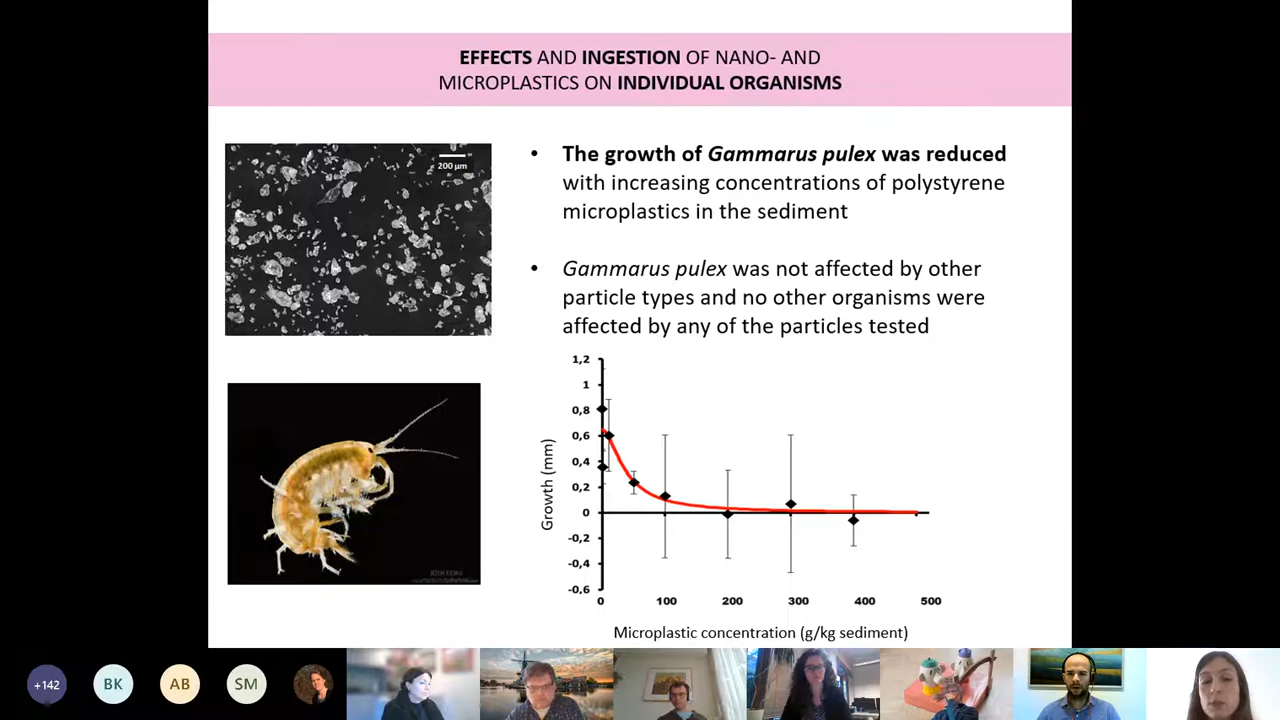 EFFECTS AND INGESTION OF NANO- AND
MICROPLASTICS ON INDIVIDUAL ORGANISMS
200 µm
• The growth of Gammarus pulex was reduced
with increasing concentrations of polystyrene
microplastics in the sediment
• Gammarus pulex was not affected by other
particle types and no other organisms were
affected by any of the particles tested
1,2
1
0,8
0,6
0,4
0,2
0
-0,2
-0,4
-0,6
Growth (mm)
0 100 200 300 400 500
Microplastic concentration (g/kg sediment)
+142
BK
AB
SM